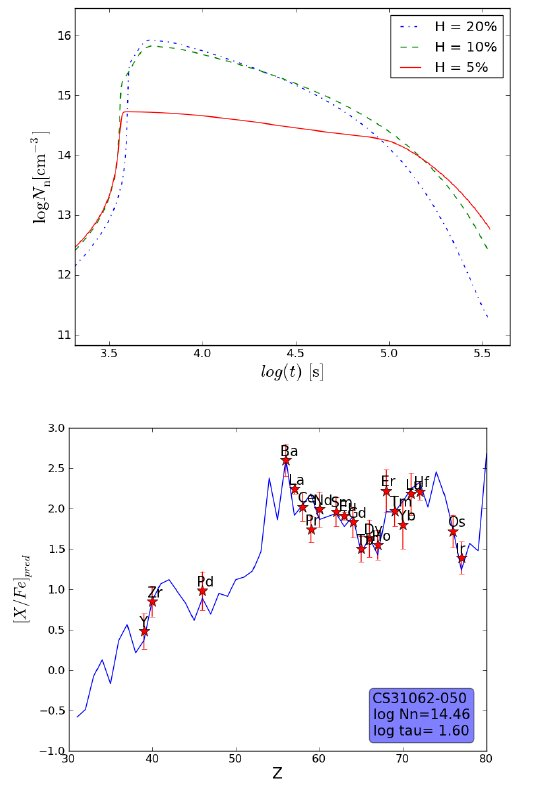 16
15
14
13
12
11
logNn[cm−3]
H = 20%
H = 10%
H = 5%
3.5 4.0 4.5 5.0 5.5
log(t) [s]
3.0
2.5
2.0
1.5
1.0
0.5
0.0
−0.5
−1.0
[X/Fe]pred
Y
Zr
Pd
Ba
La
Ce
Pr
Nd
Sm
Eu
Gd
Tb
Dy
Ho
Er
Tm
Yb
Lu
Hf
Os
Ir
CS31062-050
log Nn=14.46
log tau= 1.60
30 40 50 60 70 80
Z